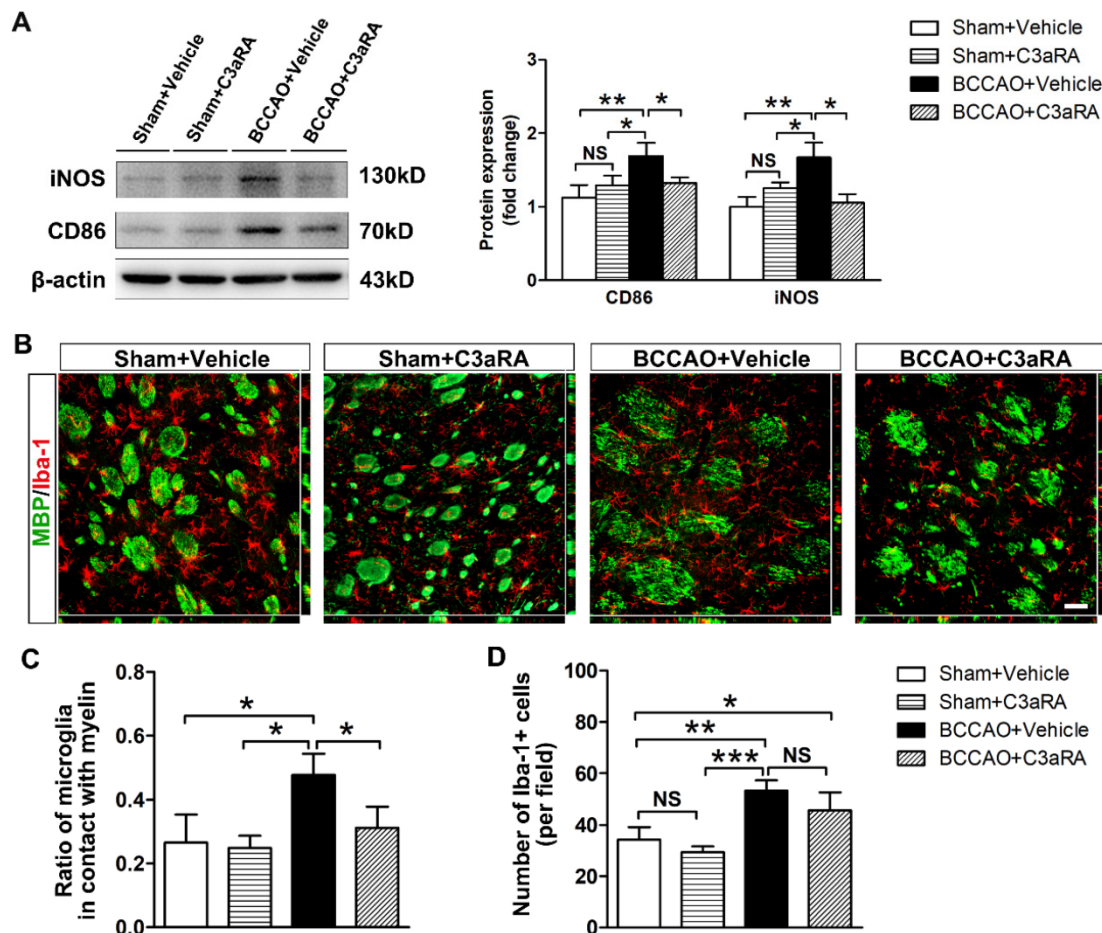 A
Sham+Vehicle
Sham+C3aRA
BCCAO+Vehicle
BCCAO+C3aRA
iNOS
130kD
CD86
70kD
β-actin
43kD
Protein expression
(fold change)
3
2
1
0
**
*
*
NS
**
*
*
NS
CD86
iNOS
Sham+Vehicle
Sham+C3aRA
BCCAO+Vehicle
BCCAO+C3aRA
B
Sham+Vehicle
Sham+C3aRA
BCCAO+Vehicle
BCCAO+C3aRA
MBP/Iba-1
C
Ratio of microglia
in contact with myelin
0.8
0.6
0.4
0.2
0.0
*
*
*
D
Number of Iba-1+ cells
(per field)
100
80
60
40
20
0
*
**
***
NS
NS
Sham+Vehicle
Sham+C3aRA
BCCAO+Vehicle
BCCAO+C3aRA